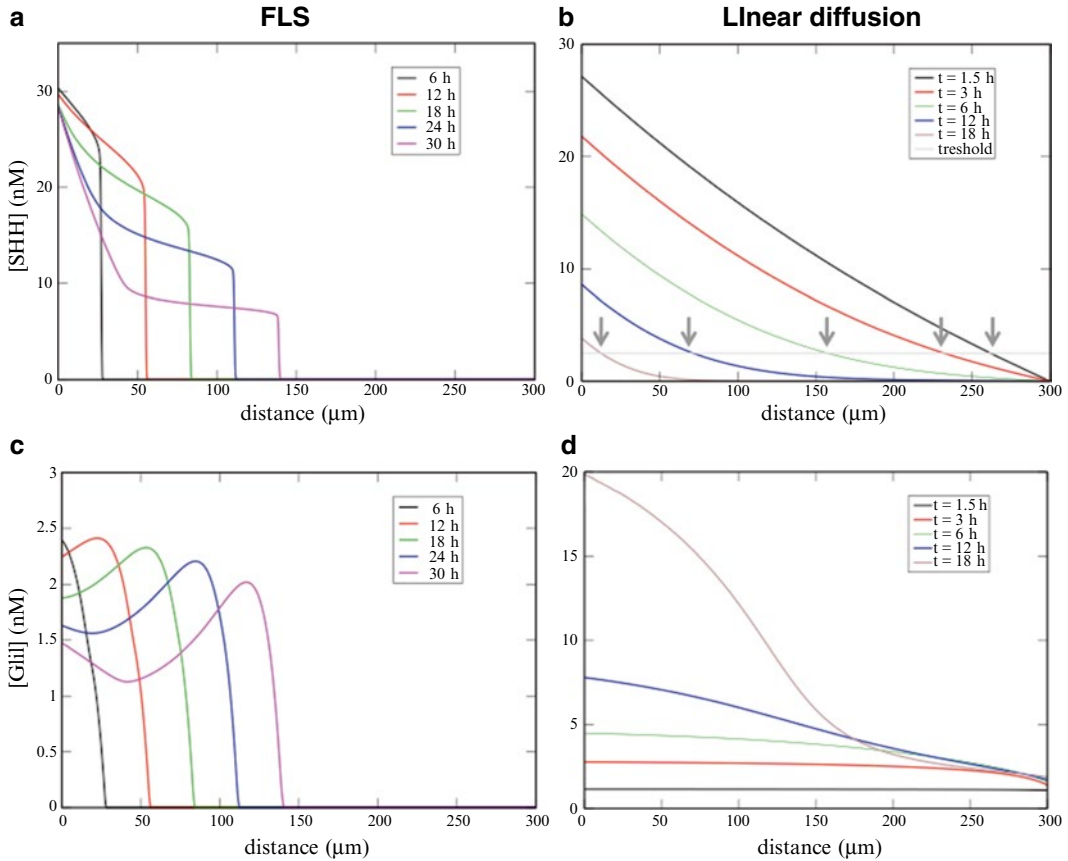 a
FLS
b
LInear diffusion
[SHH] (nM)
30
20
10
0
6 h
12 h
18 h
24 h
30 h
0 50 100 150 200 250 300
distance (μm)
30
20
10
0
t = 1.5 h
t = 3 h
t = 6 h
t = 12 h
t = 18 h
treshold
0 50 100 150 200 250 300
distance (μm)
c
[GliI] (nM)
3
2.5
2
1.5
1
0.5
0
6 h
12 h
18 h
24 h
30 h
0 50 100 150 200 250 300
distance (μm)
d
20
15
10
5
0
t = 1.5 h
t = 3 h
t = 6 h
t = 12 h
t = 18 h
0 50 100 150 200 250 300
distance (μm)